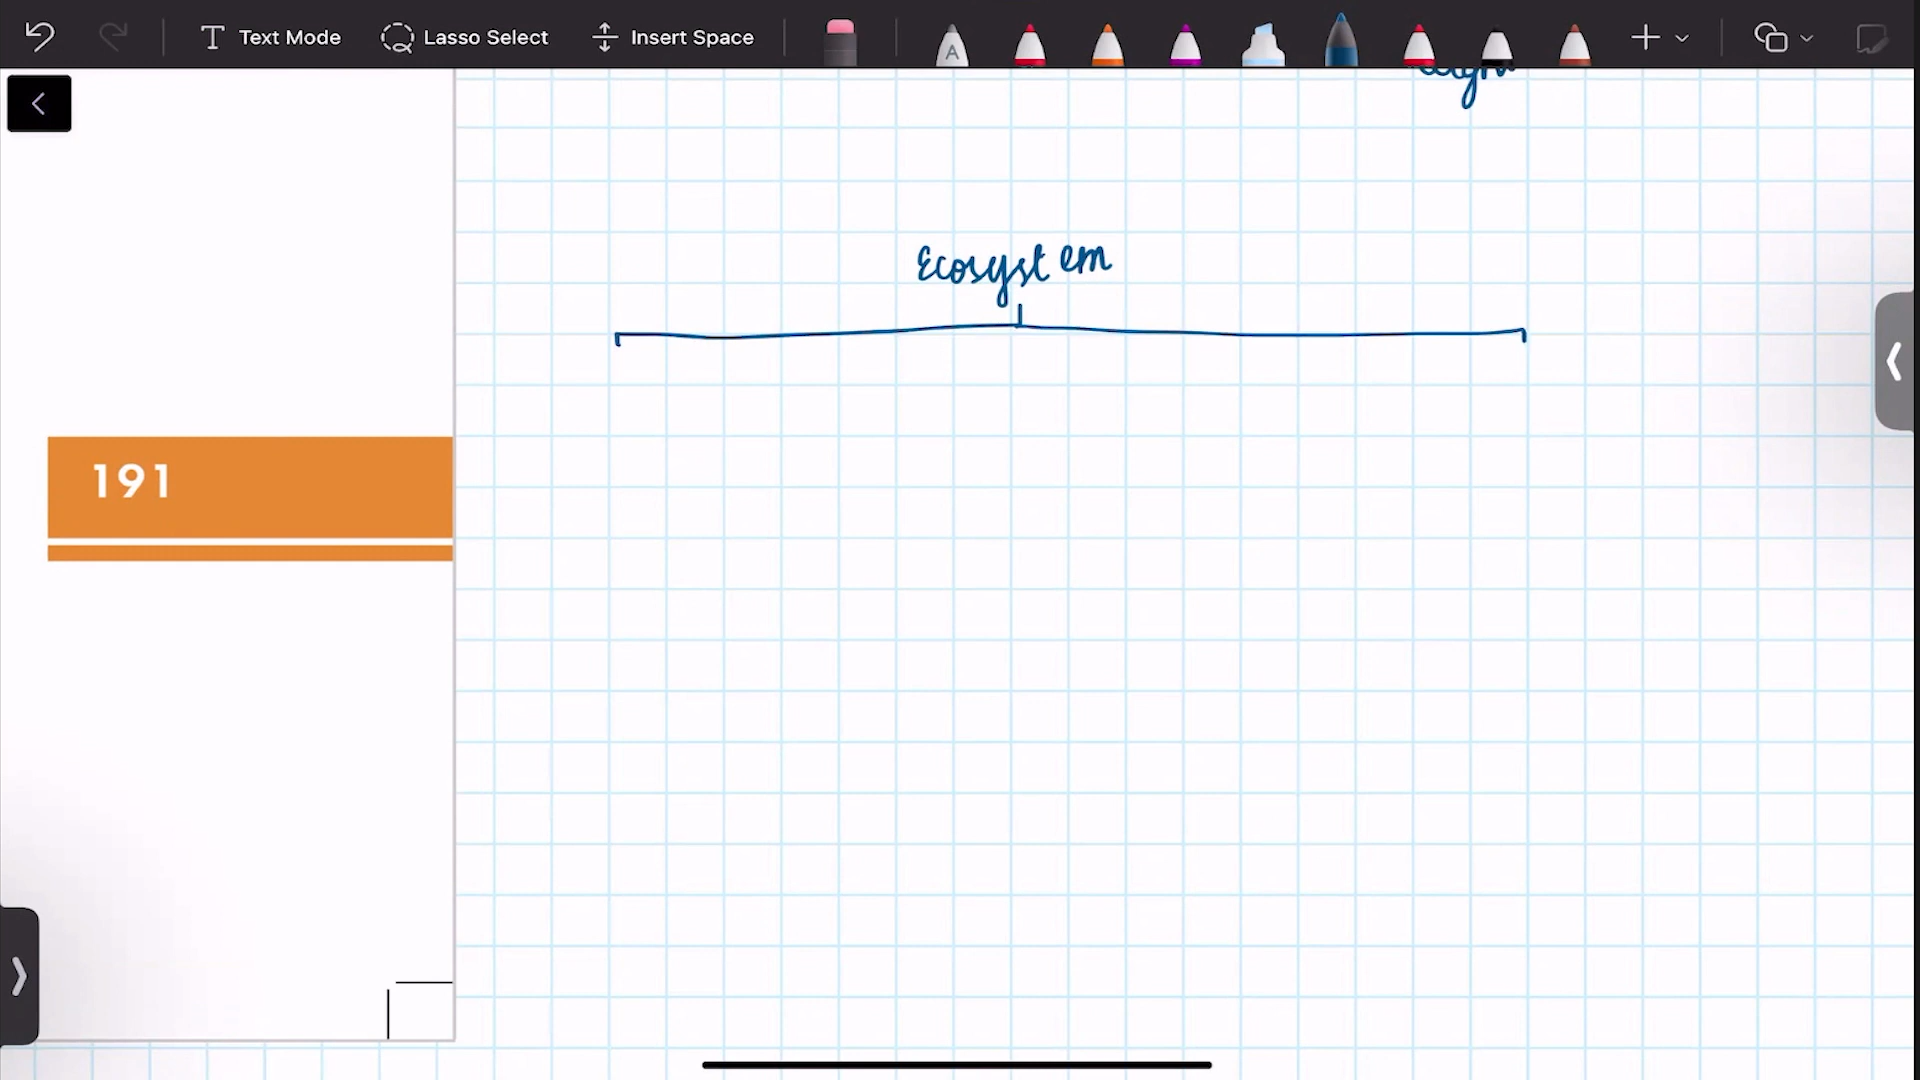 Text Mode
Lasso Select
Insert Space
A
191
Ecosystem